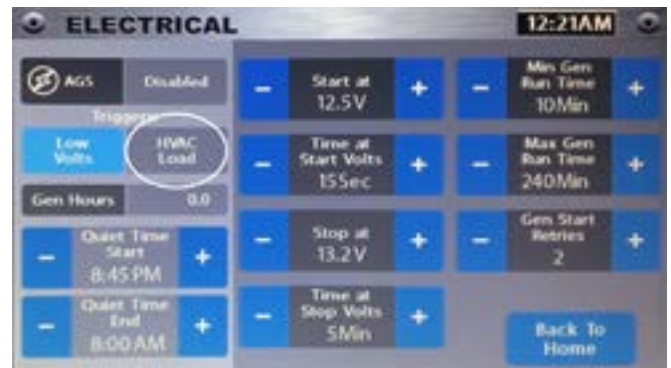 ELECTRICAL
12:21AM
AGS
Disabled
Triggers
Low
Volts
HVAC
Load
Gen Hours
0.0
Quiet Time
Start
8:45 PM
Quiet Time
End
8:00 AM
Start at
12.5V
Time at
Start Volts
15Sec
Stop at
13.2V
Time at
Stop Volts
5Min
Min Gen
Run Time
10Min
Max Gen
Run Time
240Min
Gen Start
Retries
2
Back To
Home